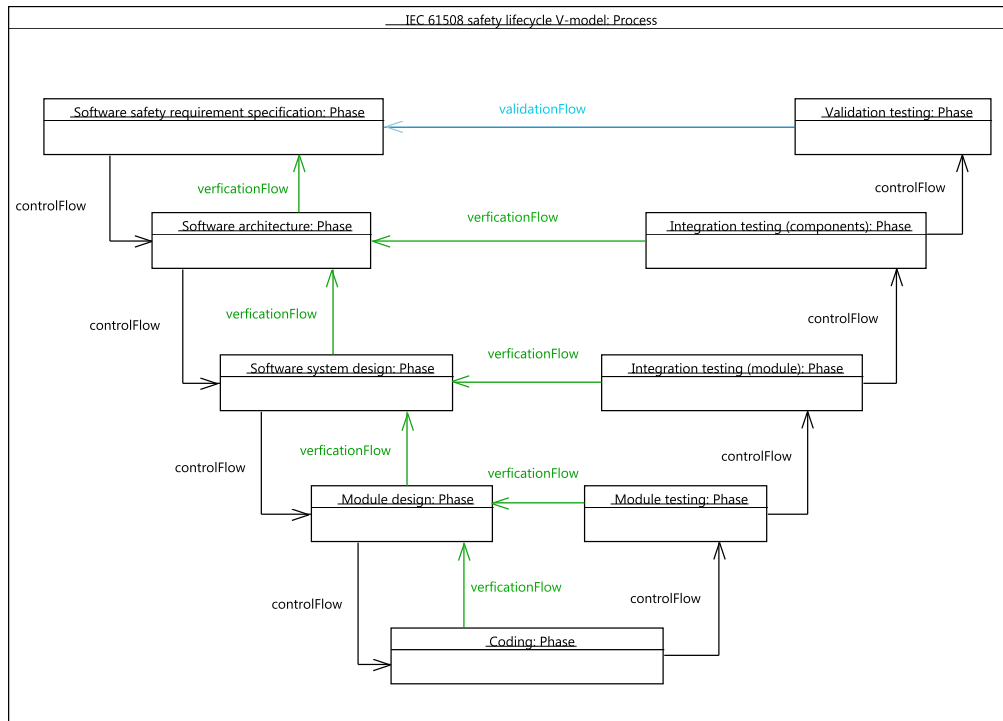 IEC 61508 safety lifecycle V-model: Process
validationFlow
Software safety requirement specification: Phase
Validation testing: Phase
verficationFlow
controlFlow
controlFlow
verficationFlow
Software architecture: Phase
Integration testing (components): Phase
verficationFlow
controlFlow
controlFlow
verficationFlow
Software system design: Phase
Integration testing (module): Phase
verficationFlow
controlFlow
controlFlow
verficationFlow
Module design: Phase
Module testing: Phase
verficationFlow
controlFlow
controlFlow
Coding: Phase